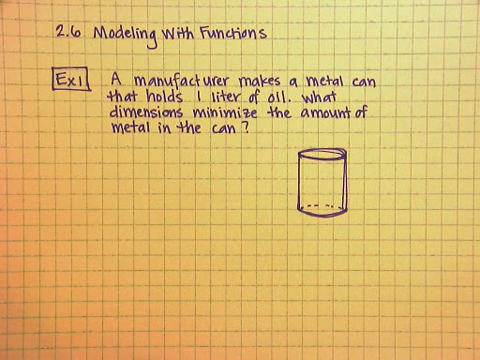 2.6 Modeling With Functions
Ex1 A manufacturer makes a metal can
that holds 1 liter of oil. What
dimensions minimize the amount of
metal in the can?